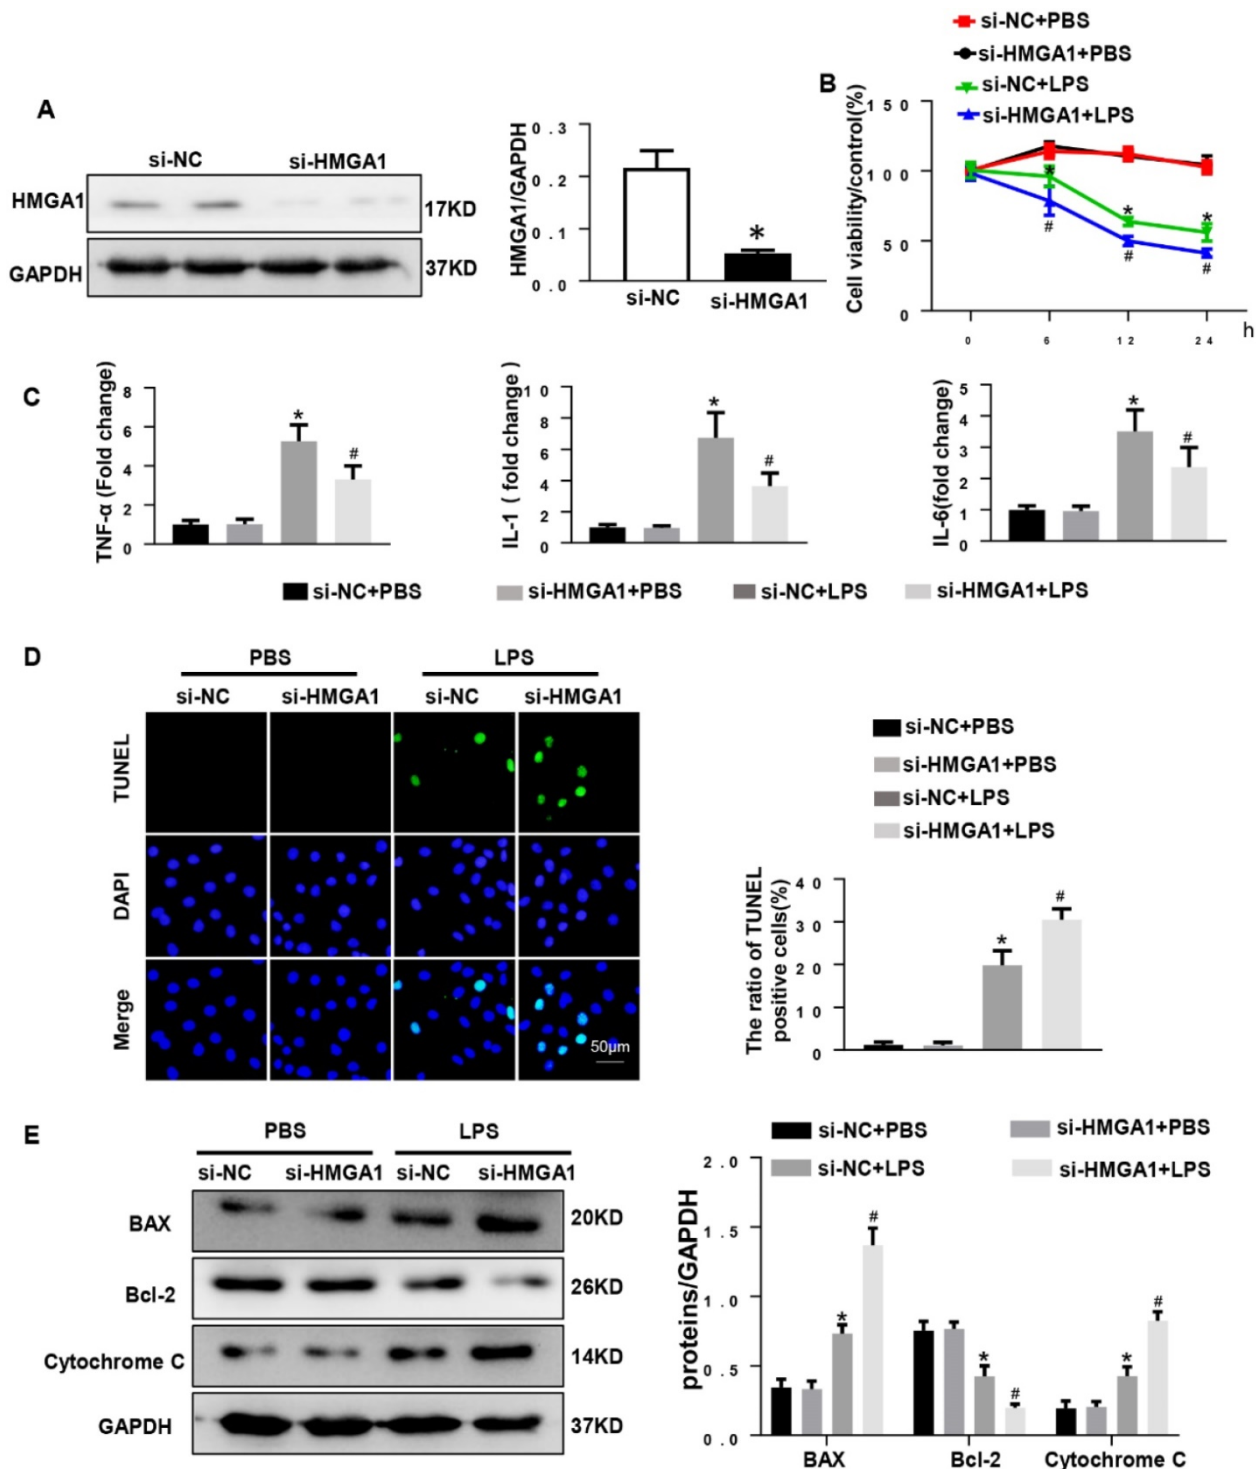 A
si-NC
si-HMGA1
HMGA1
17KD
GAPDH
37KD
HMGA1/GAPDH
0.3
0.2
0.1
0.0
*
si-NC
si-HMGA1
B
si-NC+PBS
si-HMGA1+PBS
si-NC+LPS
si-HMGA1+LPS
Cell viability/control(%)
150
100
50
0
*
*
*
#
#
#
0
6
12
24
h
C
TNF-α (Fold change)
8
6
4
2
0
*
#
IL-1 ( fold change )
10
8
6
4
2
0
*
#
IL-6(fold change)
5
4
3
2
1
0
*
#
si-NC+PBS
si-HMGA1+PBS
si-NC+LPS
si-HMGA1+LPS
D
PBS
LPS
si-NC
si-HMGA1
si-NC
si-HMGA1
TUNEL
DAPI
Merge
50μm
si-NC+PBS
si-HMGA1+PBS
si-NC+LPS
si-HMGA1+LPS
The ratio of TUNEL
positive cells(%)
40
30
20
10
0
*
#
E
PBS
LPS
si-NC
si-HMGA1
si-NC
si-HMGA1
BAX
20KD
Bcl-2
26KD
Cytochrome C
14KD
GAPDH
37KD
si-NC+PBS
si-HMGA1+PBS
si-NC+LPS
si-HMGA1+LPS
proteins/GAPDH
2.0
1.5
1.0
0.5
0.0
*
#
*
#
*
#
BAX
Bcl-2
Cytochrome C